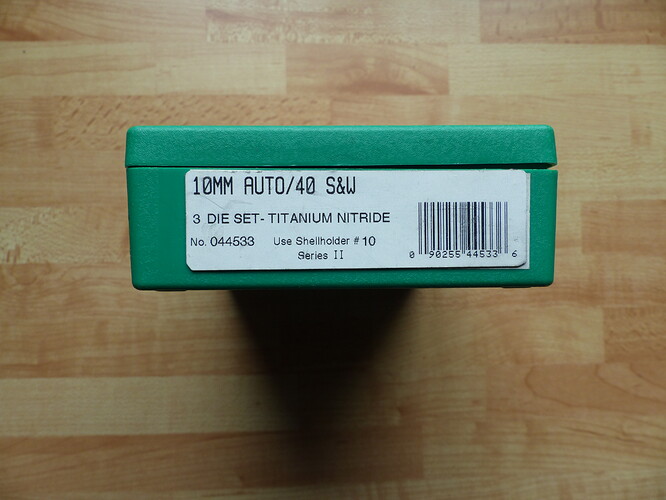 10MM AUTO/40 S&W
3 DIE SET- TITANIUM NITRIDE
No. 044533 Use Shellholder # 10
Series II
0 90255 44533 6